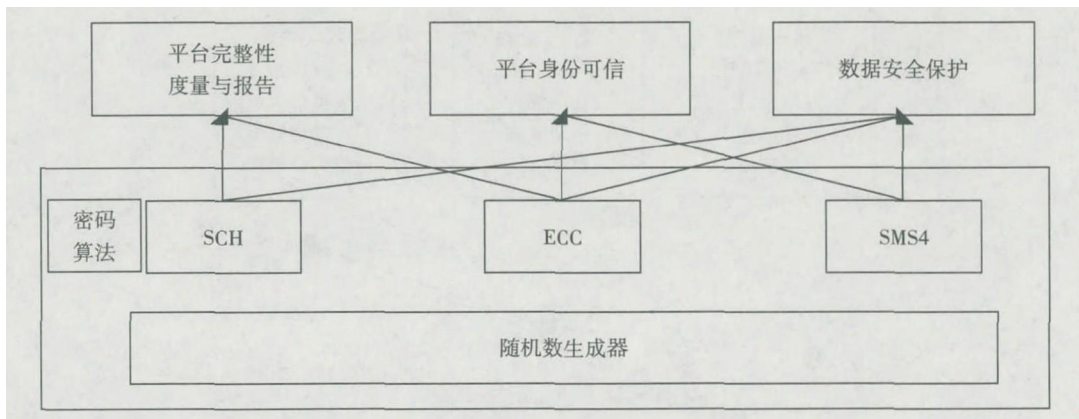 平台完整性
度量与报告
平台身份可信
数据安全保护
密码
算法
SCH
ECC
SMS4
随机数生成器